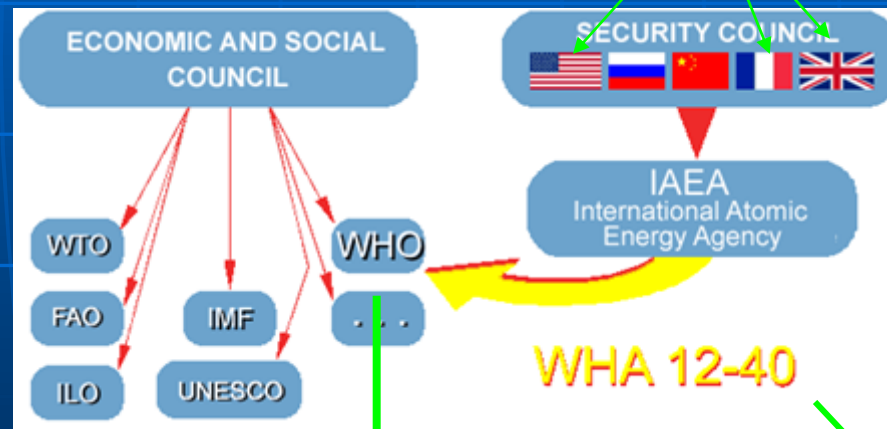 ECONOMIC AND SOCIAL
COUNCIL
SECURITY COUNCIL
IAEA
International Atomic
Energy Agency
WTO
WHO
FAO
IMF
. . .
ILO
UNESCO
WHA 12-40